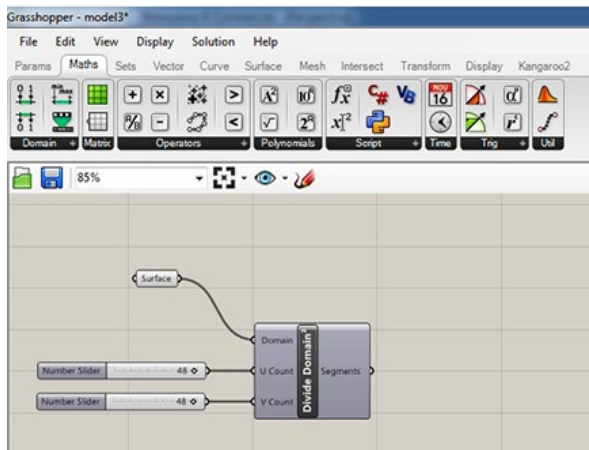 Grasshopper - model3*
File Edit View Display Solution Help
Params Maths Sets Vector Curve Surface Mesh Intersect Transform Display Kangaroo2
Domain Matrix Operators Polynomials Script Time Trig Util
85%
Surface
Domain
U Count
V Count
Divide Domain²
Segments
Number Slider 48
Number Slider 48